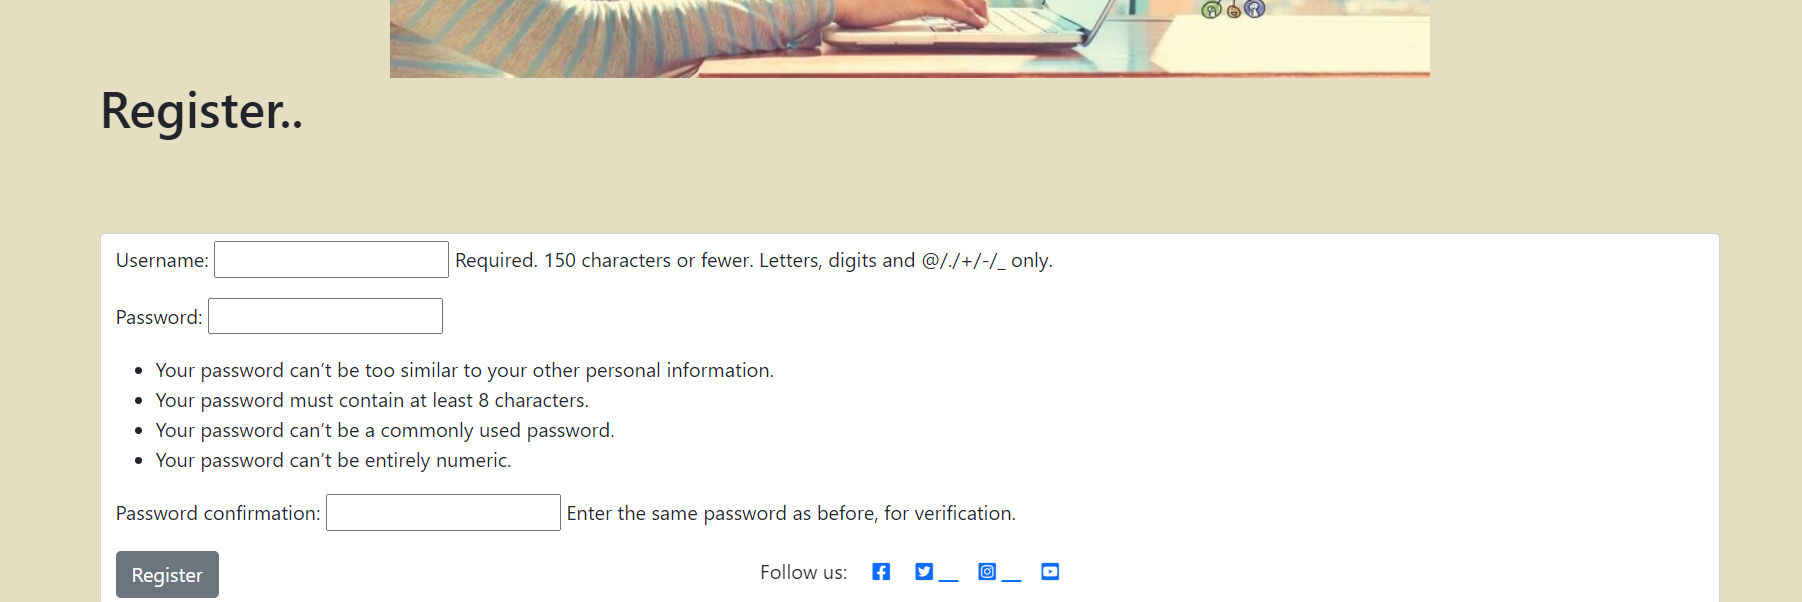 Register..
Username: Required. 150 characters or fewer. Letters, digits and @/./+/-/_ only.
Password:
• Your password can’t be too similar to your other personal information.
• Your password must contain at least 8 characters.
• Your password can’t be a commonly used password.
• Your password can’t be entirely numeric.
Password confirmation: Enter the same password as before, for verification.
Register
Follow us: